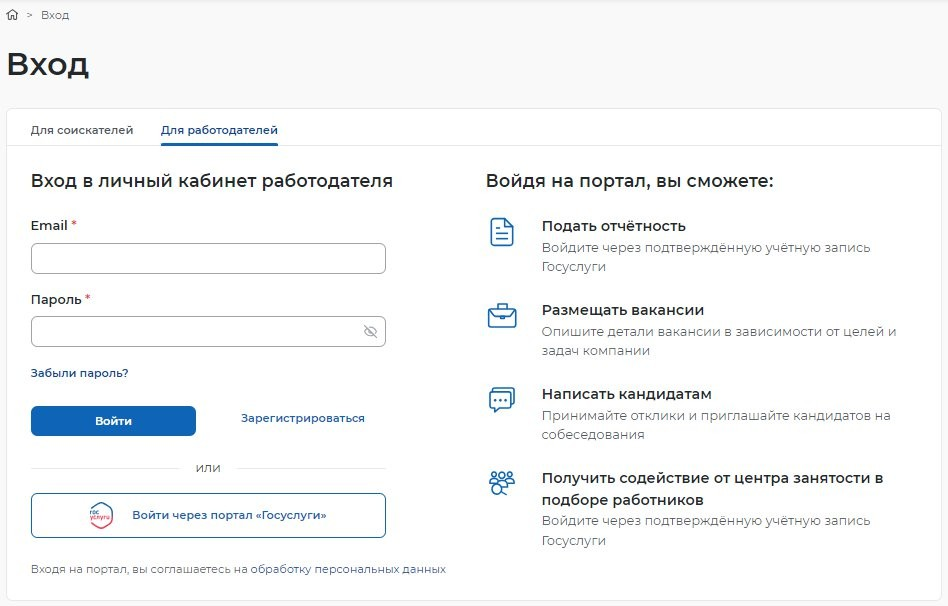 > Вход
Вход
Для соискателей Для работодателей
Вход в личный кабинет работодателя
Email *
Пароль *
Забыли пароль?
Войти Зарегистрироваться
или
гос
услуги
Войти через портал «Госуслуги»
Входя на портал, вы соглашаетесь на обработку персональных данных
Войдя на портал, вы сможете:
Подать отчётность
Войдите через подтверждённую учётную запись
Госуслуги
Размещать вакансии
Опишите детали вакансии в зависимости от целей и
задач компании
Написать кандидатам
Принимайте отклики и приглашайте кандидатов на
собеседования
Получить содействие от центра занятости в
подборе работников
Войдите через подтверждённую учётную запись
Госуслуги